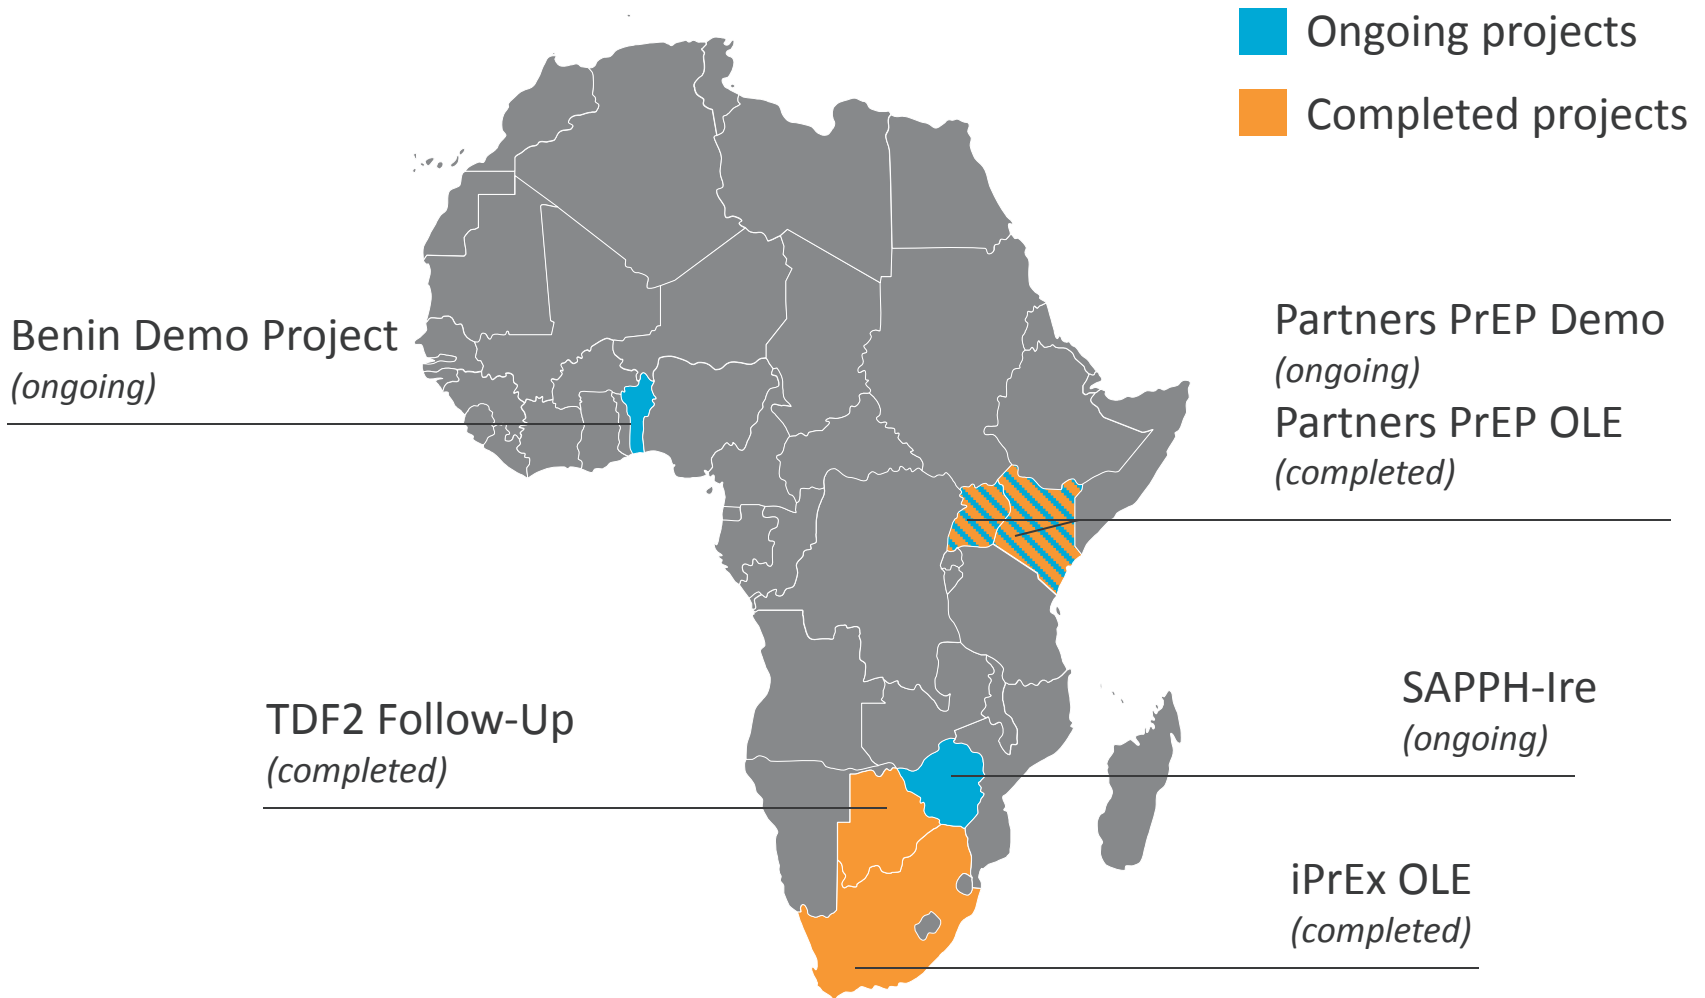 Ongoing projects
Completed projects
Benin Demo Project
(ongoing)
Partners PrEP Demo
(ongoing)
Partners PrEP OLE
(completed)
TDF2 Follow-Up
(completed)
SAPPH-Ire
(ongoing)
iPrEx OLE
(completed)